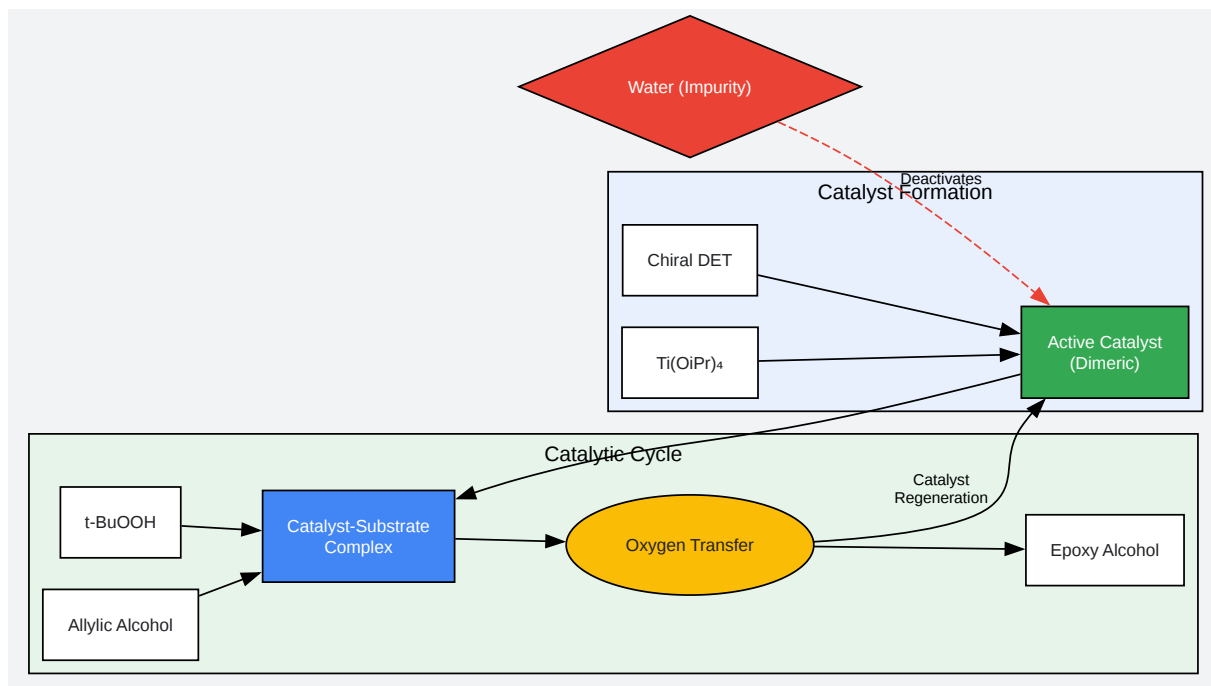 Water (Impurity)
Deactivates
Catalyst Formation
Chiral DET
Ti(OiPr)₄
Active Catalyst
(Dimeric)
Catalytic Cycle
t-BuOOH
Catalyst-Substrate
Complex
Allylic Alcohol
Oxygen Transfer
Catalyst
Regeneration
Epoxy Alcohol